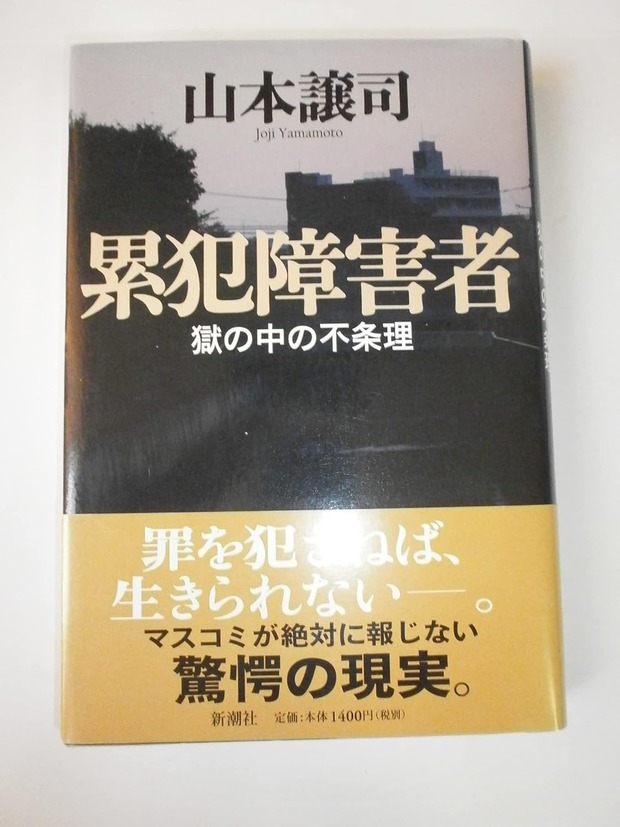 山本譲司
Joji Yamamoto
累犯障害者
獄の中の不条理
罪を犯さねば、
生きられない―。
マスコミが絶対に報じない
驚愕の現実。
新潮社 定価:本体1400円(税別)